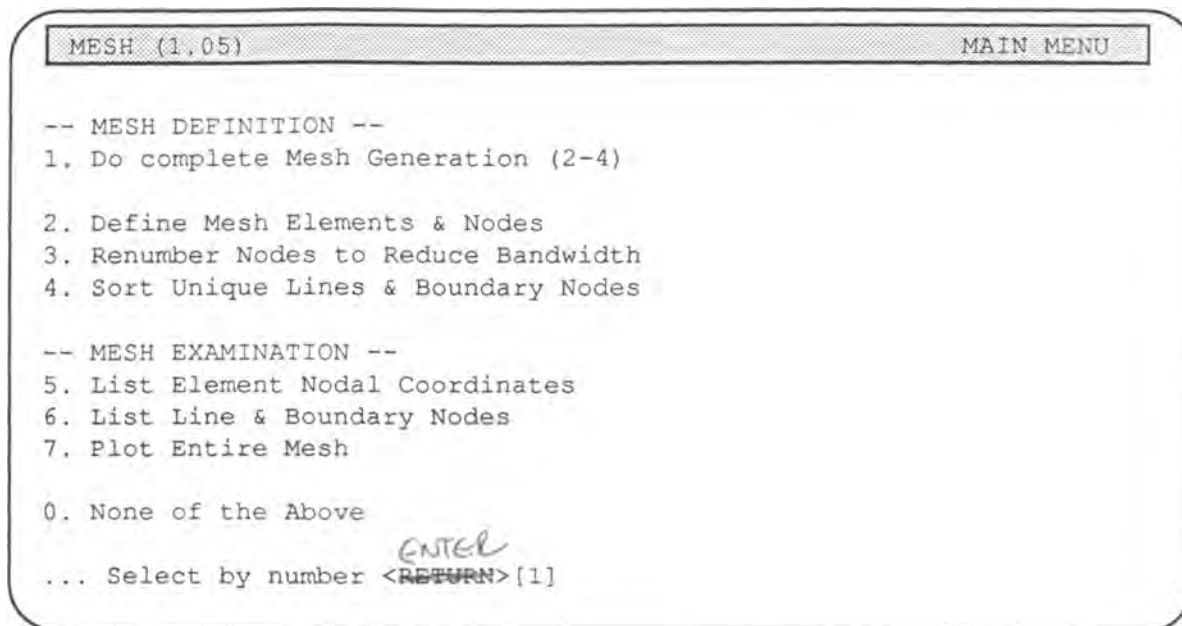 MESH (1.05) MAIN MENU
-- MESH DEFINITION --
1. Do complete Mesh Generation (2-4)
2. Define Mesh Elements & Nodes
3. Renumber Nodes to Reduce Bandwidth
4. Sort Unique Lines & Boundary Nodes
-- MESH EXAMINATION --
5. List Element Nodal Coordinates
6. List Line & Boundary Nodes
7. Plot Entire Mesh
0. None of the Above
ENTER
... Select by number <RETURN>[1]